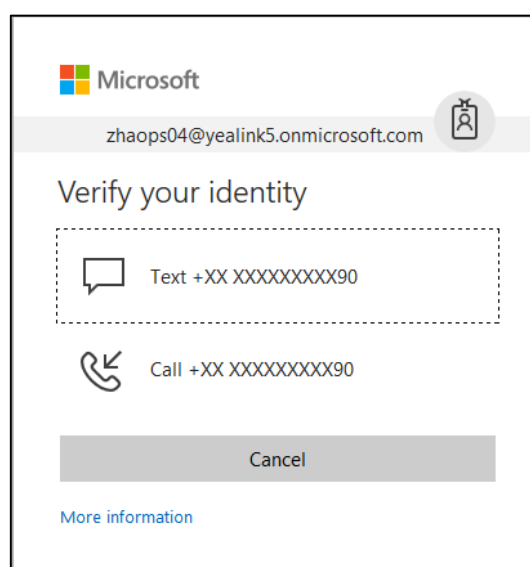 Microsoft
zhaops04@yealink5.onmicrosoft.com
Verify your identity
Text +XX XXXXXXXXX90
Call +XX XXXXXXXXX90
Cancel
More information